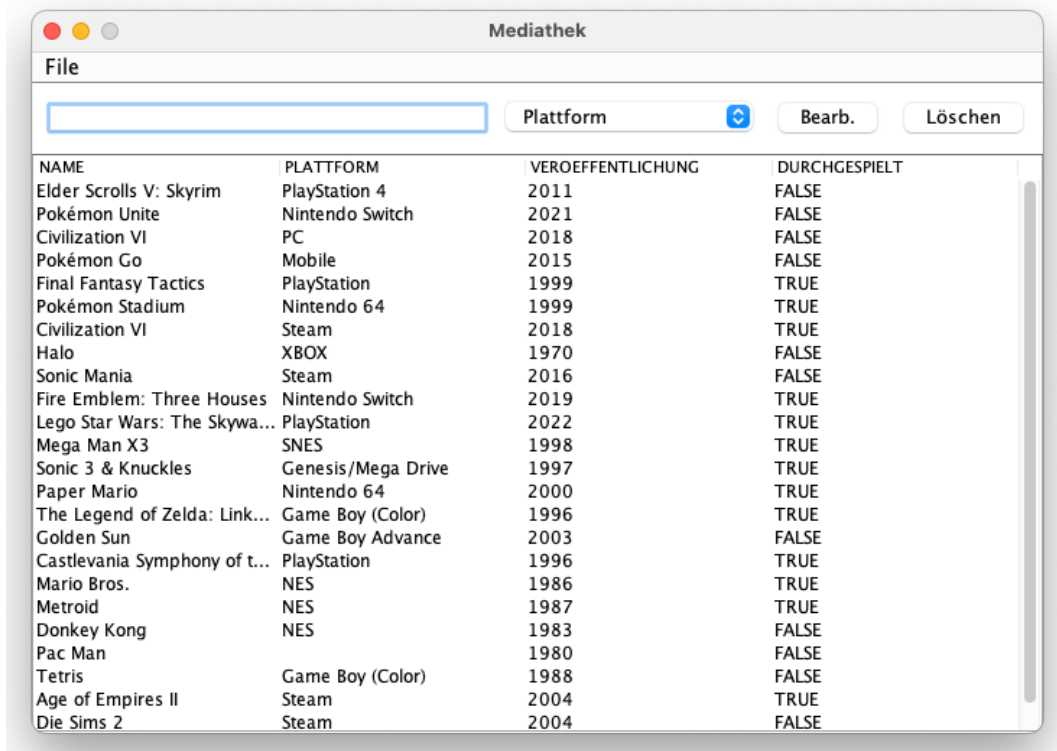 Mediathek
File
Plattform Bearb. Löschen
NAME PLATTFORM VEROEFFENTLICHUNG DURCHGESPIELT
Elder Scrolls V: Skyrim PlayStation 4 2011 FALSE
Pokémon Unite Nintendo Switch 2021 FALSE
Civilization VI PC 2018 FALSE
Pokémon Go Mobile 2015 FALSE
Final Fantasy Tactics PlayStation 1999 TRUE
Pokémon Stadium Nintendo 64 1999 TRUE
Civilization VI Steam 2018 TRUE
Halo XBOX 1970 FALSE
Sonic Mania Steam 2016 FALSE
Fire Emblem: Three Houses Nintendo Switch 2019 TRUE
Lego Star Wars: The Skywa... PlayStation 2022 TRUE
Mega Man X3 SNES 1998 TRUE
Sonic 3 & Knuckles Genesis/Mega Drive 1997 TRUE
Paper Mario Nintendo 64 2000 TRUE
The Legend of Zelda: Link... Game Boy (Color) 1996 TRUE
Golden Sun Game Boy Advance 2003 FALSE
Castlevania Symphony of t... PlayStation 1996 TRUE
Mario Bros. NES 1986 TRUE
Metroid NES 1987 TRUE
Donkey Kong NES 1983 FALSE
Pac Man 1980 FALSE
Tetris Game Boy (Color) 1988 FALSE
Age of Empires II Steam 2004 TRUE
Die Sims 2 Steam 2004 FALSE